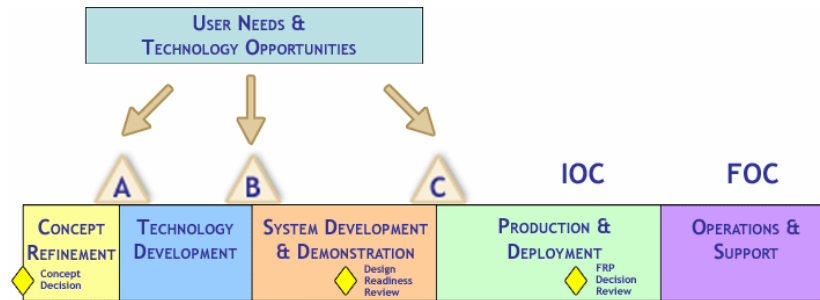 USER NEEDS &
TECHNOLOGY OPPORTUNITIES
A
B
C
IOC
FOC
CONCEPT
REFINEMENT
Concept
Decision
TECHNOLOGY
DEVELOPMENT
SYSTEM DEVELOPMENT
& DEMONSTRATION
Design
Readiness
Review
PRODUCTION &
DEPLOYMENT
FRP
Decision
Review
OPERATIONS &
SUPPORT